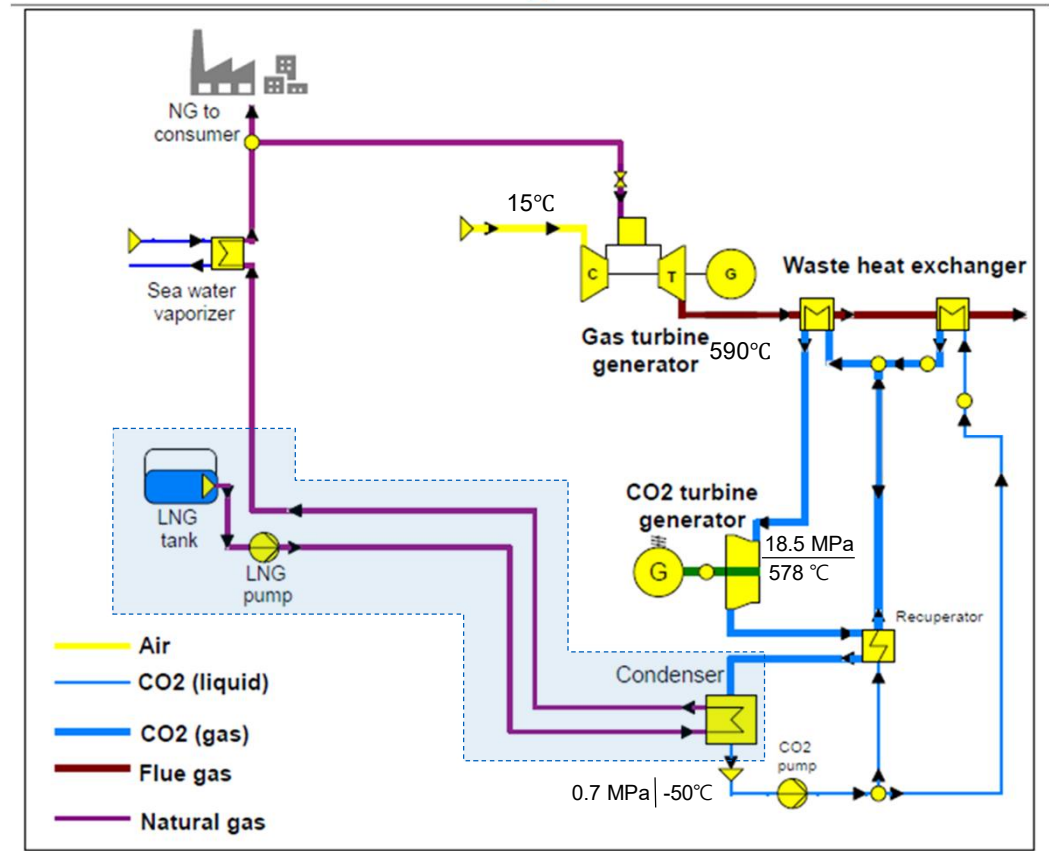 NG to
consumer
15℃
C
T
G
Waste heat exchanger
Sea water
vaporizer
Gas turbine
generator
590℃
LNG
tank
LNG
pump
CO2 turbine
generator
G
18.5 MPa
578 ℃
Recuperator
Condenser
CO2
pump
0.7 MPa
-50℃
Air
CO2 (liquid)
CO2 (gas)
Flue gas
Natural gas